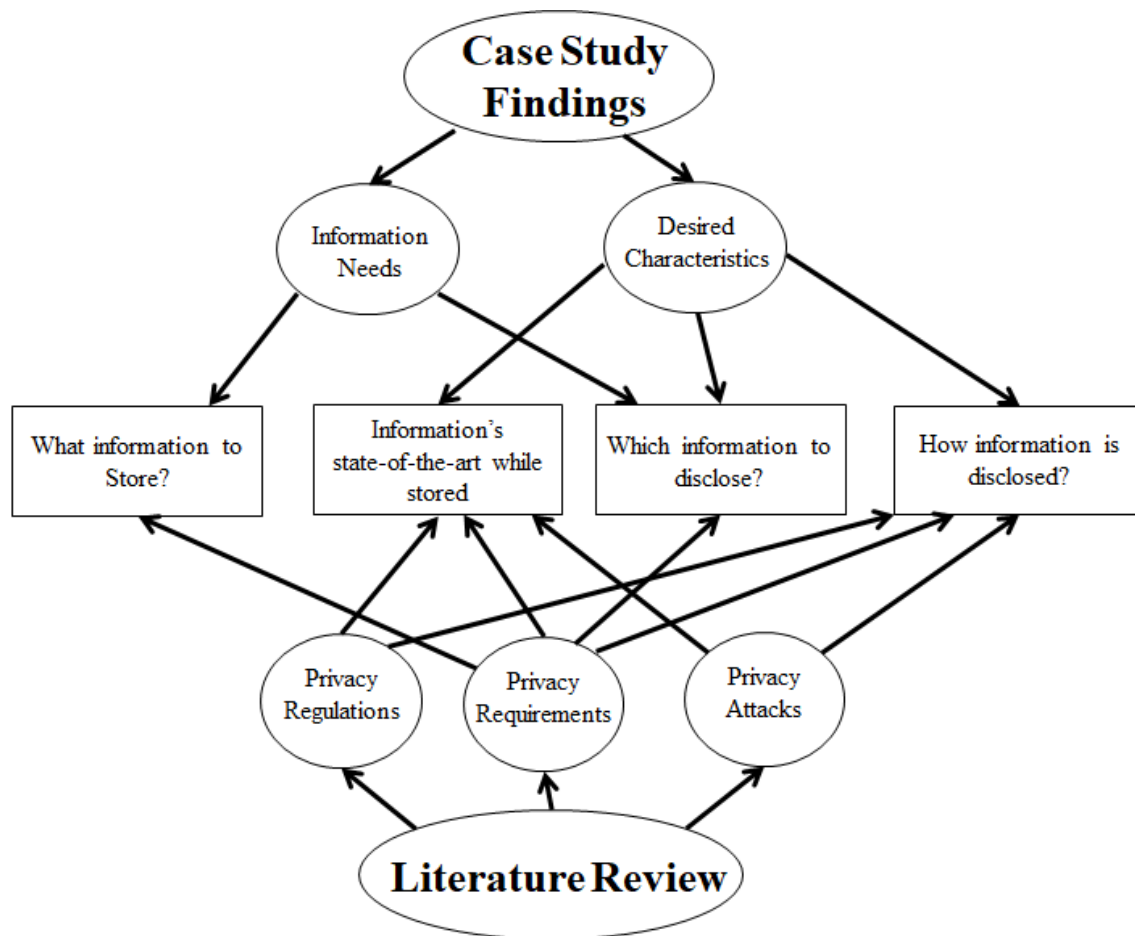 Case Study
Findings
Information
Needs
Desired
Characteristics
What information to
Store?
Information’s
state-of-the-art while
stored
Which information to
disclose?
How information is
disclosed?
Privacy
Regulations
Privacy
Requirements
Privacy
Attacks
Literature Review